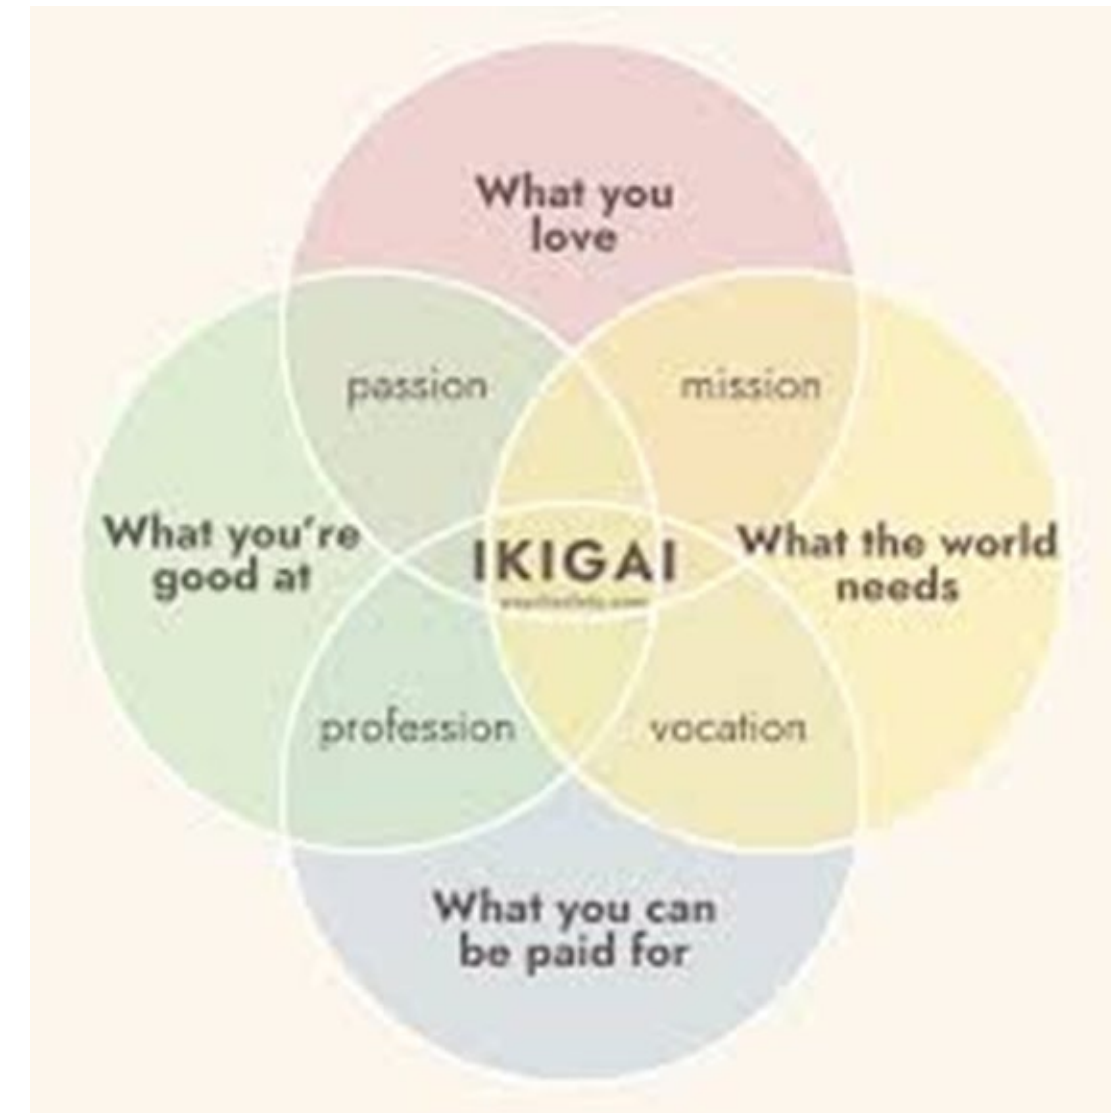 What you
love
passion
mission
What you're
good at
IKIGAI
What the world
needs
profession
vocation
What you can
be paid for